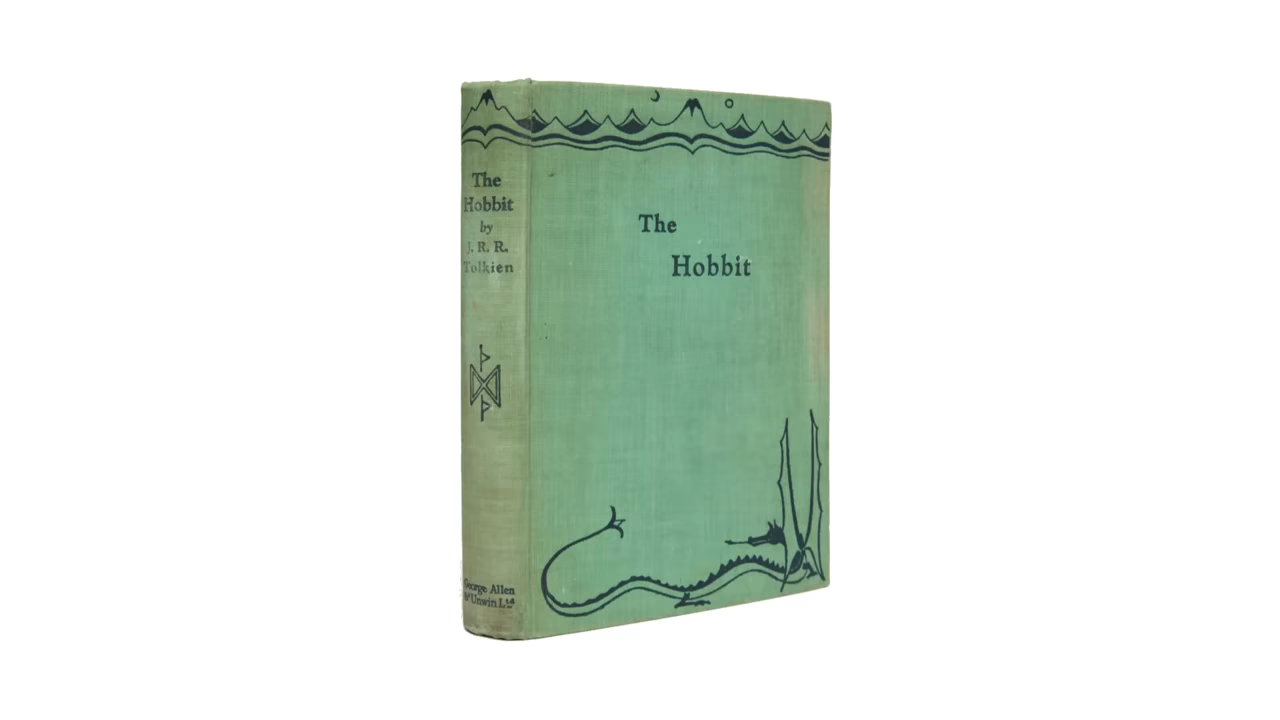 The
Hobbit
by
J. R. R.
Tolkien
George Allen
& Unwin Ltd
The
Hobbit